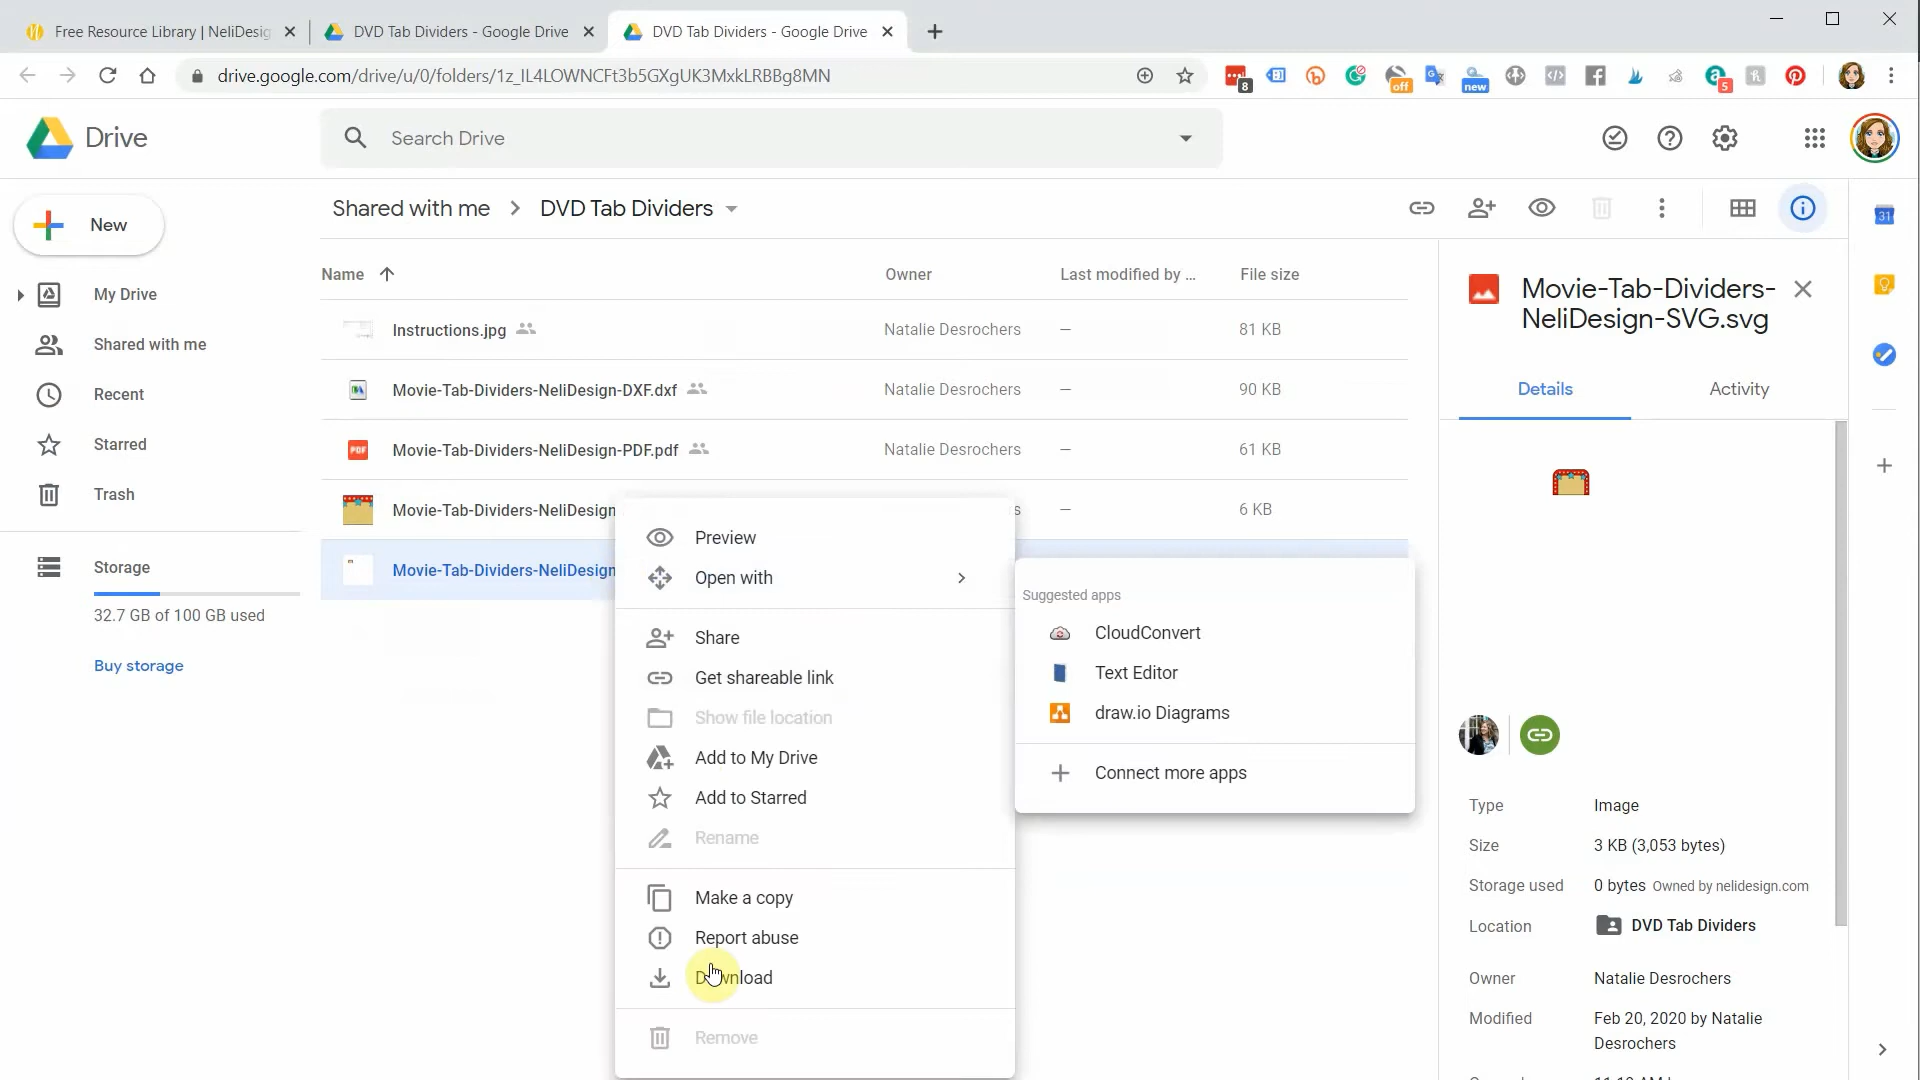 Free Resource Library | NeliDesig
DVD Tab Dividers - Google Drive
DVD Tab Dividers - Google Drive
drive.google.com/drive/u/0/folders/1z_IL4LOWNCFt3b5GXgUK3MxkLRBBg8MN
8
off
new
5
Drive
Search Drive
New
Shared with me
DVD Tab Dividers
31
My Drive
Shared with me
Recent
Starred
Trash
Storage
32.7 GB of 100 GB used
Buy storage
Name
Owner
Last modified by ...
File size
Instructions.jpg
Natalie Desrochers
—
81 KB
Movie-Tab-Dividers-NeliDesign-DXF.dxf
Natalie Desrochers
—
90 KB
PDF
Movie-Tab-Dividers-NeliDesign-PDF.pdf
Natalie Desrochers
—
61 KB
Movie-Tab-Dividers-NeliDesign
s
—
6 KB
Movie-Tab-Dividers-NeliDesign
Preview
Open with
Share
Get shareable link
Show file location
Add to My Drive
Add to Starred
Rename
Make a copy
Report abuse
Download
Remove
Suggested apps
CloudConvert
Text Editor
draw.io Diagrams
Connect more apps
Movie-Tab-Dividers-
NeliDesign-SVG.svg
Details
Activity
Type
Image
Size
3 KB (3,053 bytes)
Storage used
0 bytes Owned by nelidesign.com
Location
DVD Tab Dividers
Owner
Natalie Desrochers
Modified
Feb 20, 2020 by Natalie
Desrochers